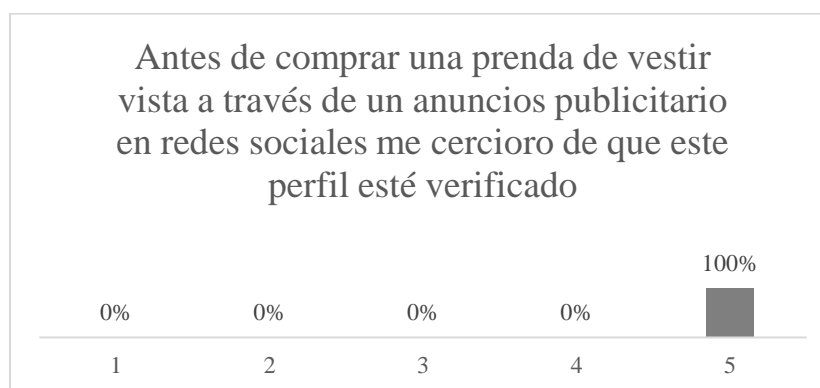 Antes de comprar una prenda de vestir
vista a través de un anuncios publicitario
en redes sociales me cercioro de que este
perfil esté verificado
100%
0% 0% 0% 0%
1 2 3 4 5